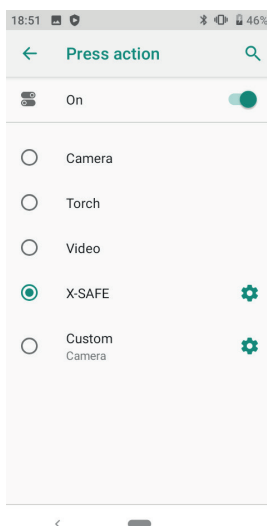 18:51 46%
Press action
On
Camera
Torch
Video
X-SAFE
Custom
Camera